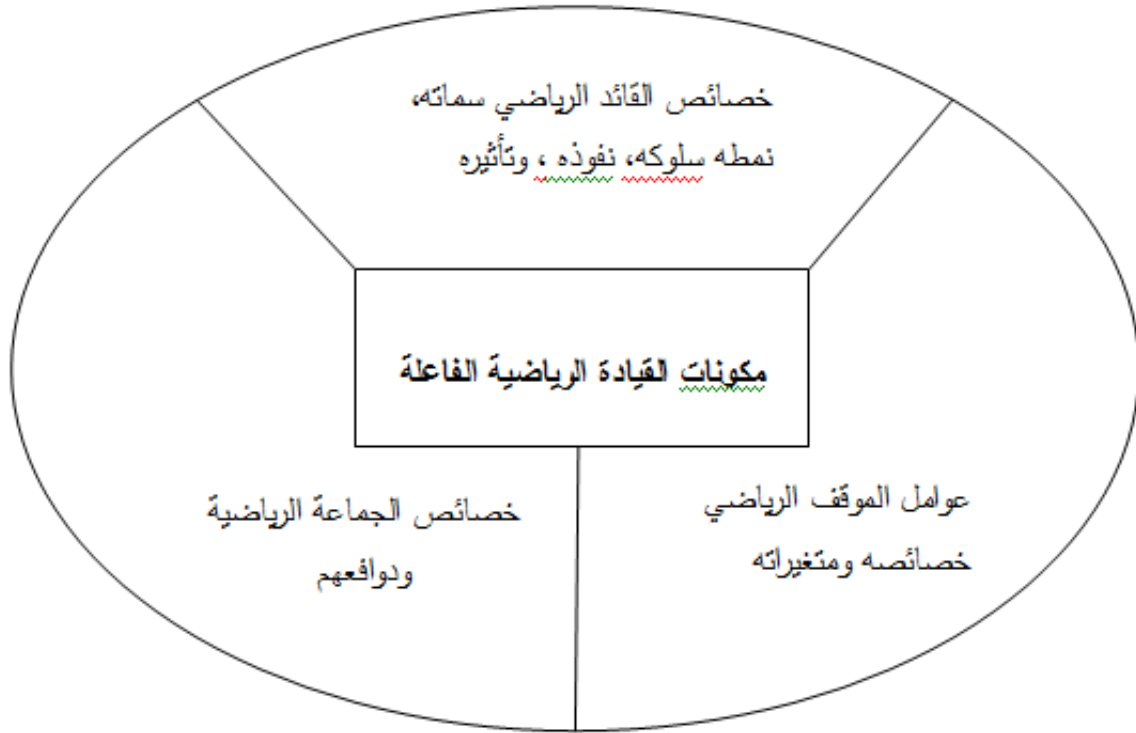 خصائص القائد الرياضي سماته،
نمطه سلوكه، نفوذه ، وتأثيره
مكونات القيادة الرياضية الفاعلة
عوامل الموقف الرياضي
خصائصه ومتغيراته
خصائص الجماعة الرياضية
ودوافعهم